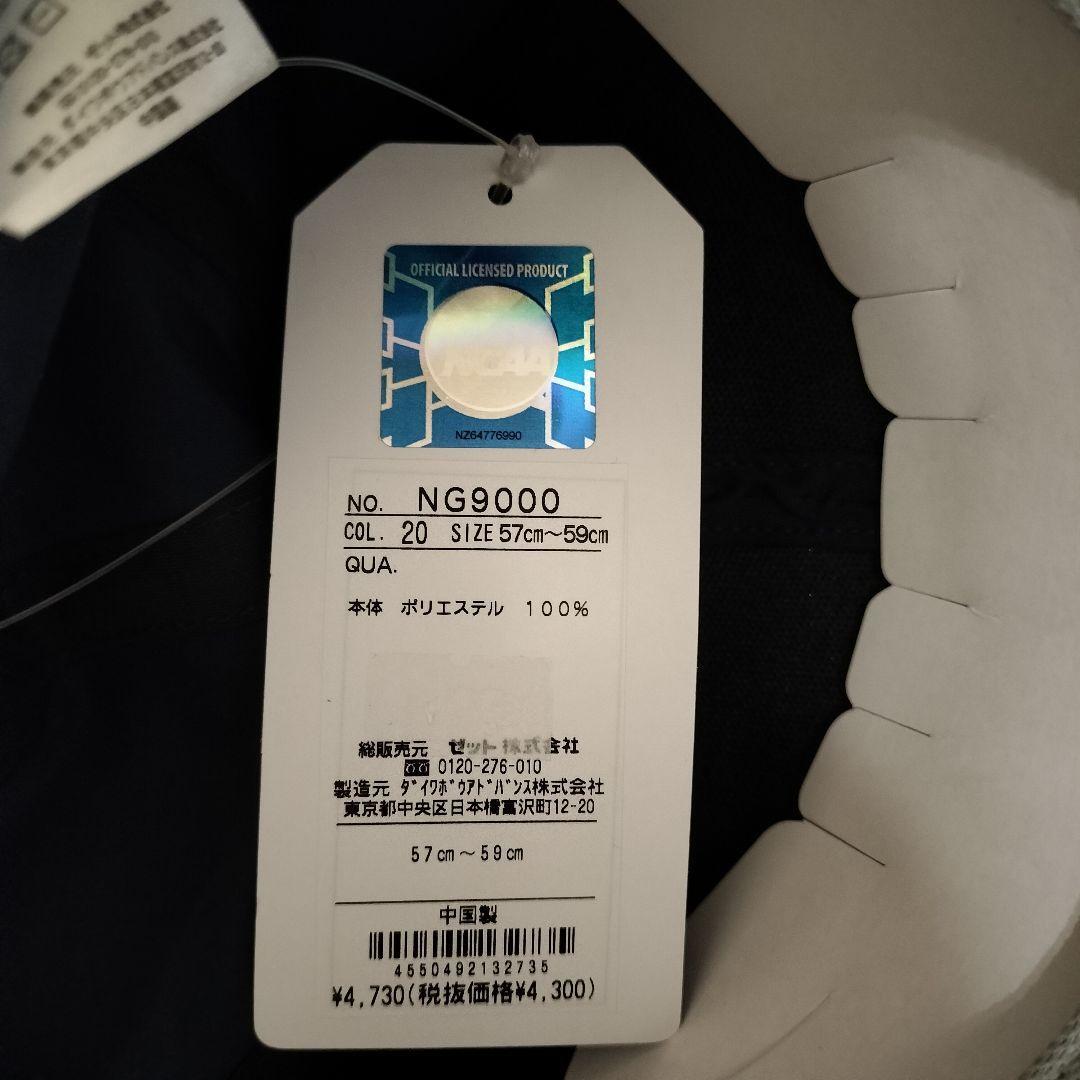 OFFICIAL LICENSED PRODUCT
NCAA
NZ64776990
NO. NG9000
COL. 20 SIZE 57cm～59cm
QUA.
本体 ポリエステル 100%
総販売元 ゼット株式会社
0120-276-010
製造元 ﾀﾞｲﾜﾎﾞｳｱﾄﾞﾊﾞﾝｽ株式会社
東京都中央区日本橋富沢町12-20
57cm～59cm
中国製
4550492132735
¥4,730(税抜価格¥4,300)